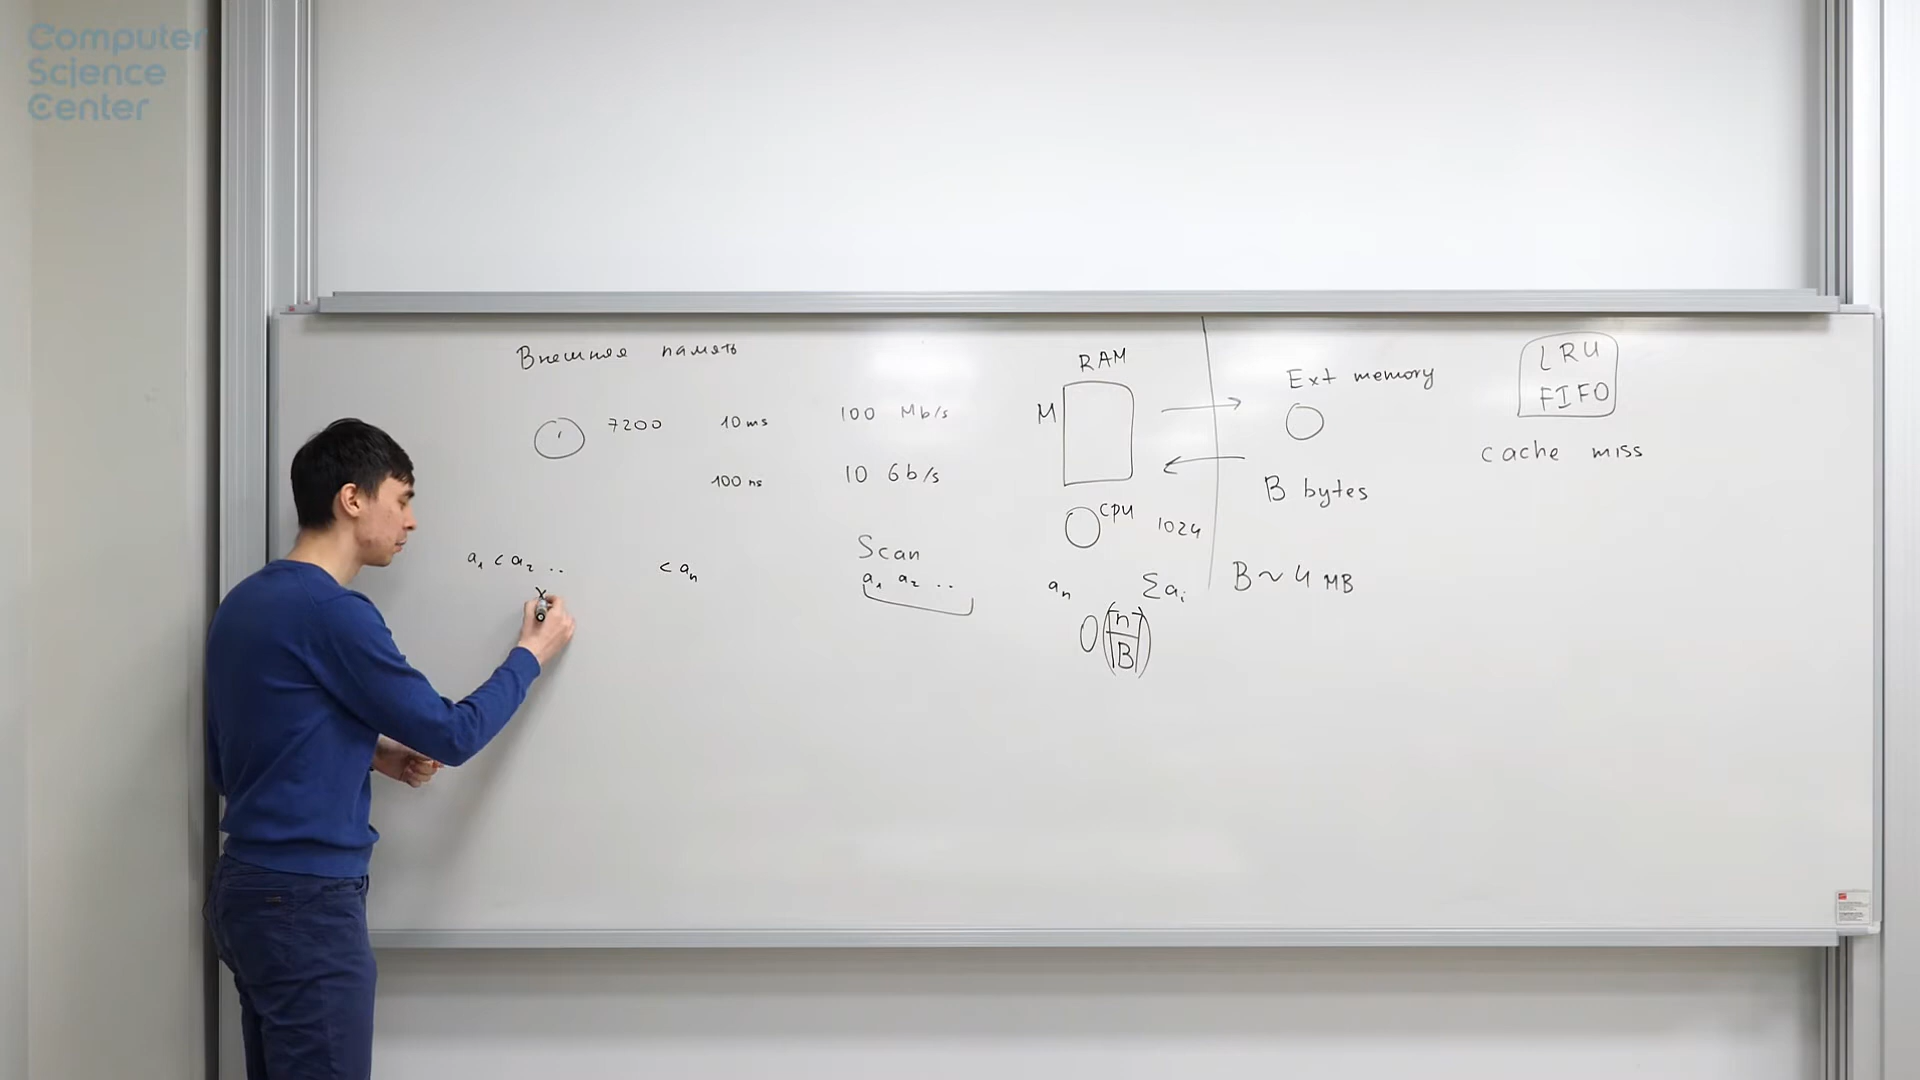 Computer
Science
Center
Внешняя память
7200 10 ms 100 Mb/s
100 ns 10 Gb/s
a₁ < a₂ .. < aₙ
x
Scan
a₁ a₂ .. aₙ Σaᵢ
O(⌈n/B⌉)
RAM
M
CPU
1024
Ext memory
B bytes
B ~ 4 MB
LRU
FIFO
cache miss